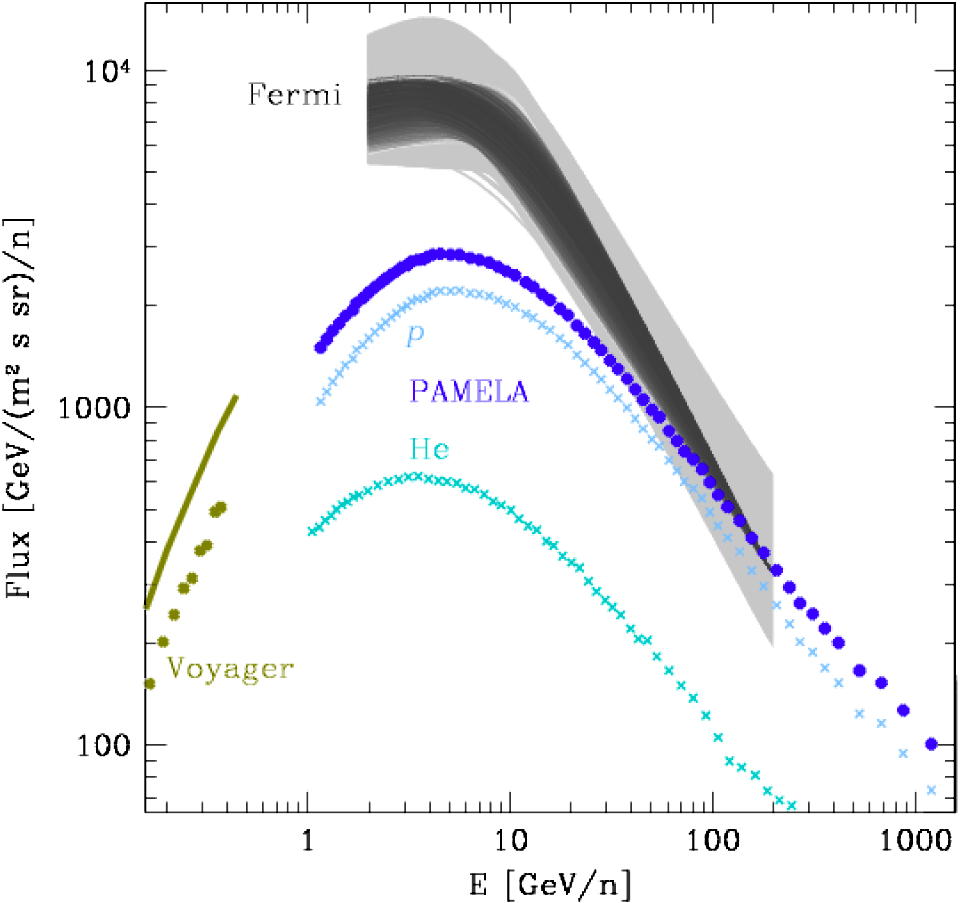 10⁴
Fermi
p
1000
PAMELA
He
Voyager
100
Flux [GeV/(m² s sr)/n]
1
10
100
1000
E [GeV/n]